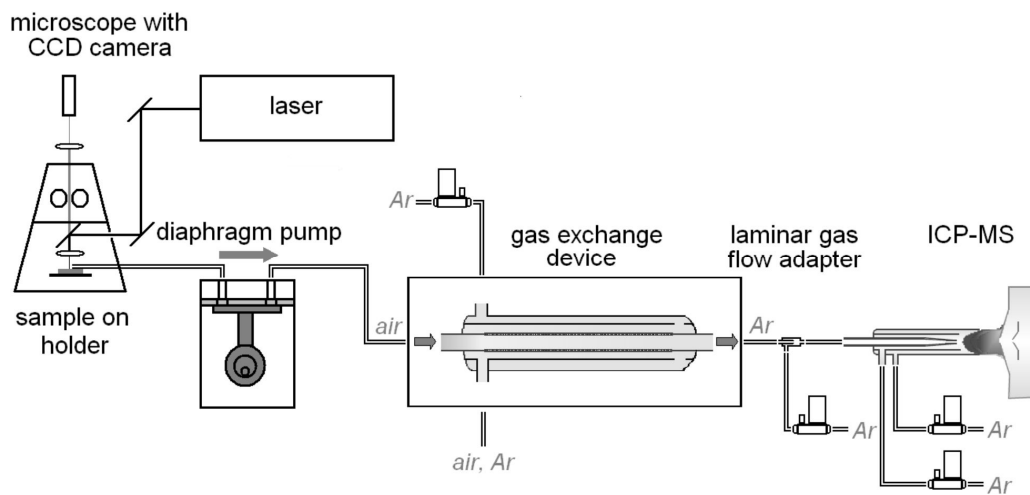 microscope with
CCD camera
laser
Ar
diaphragm pump
gas exchange
device
laminar gas
flow adapter
ICP-MS
sample on
holder
air
Ar
Ar
Ar
air, Ar
Ar